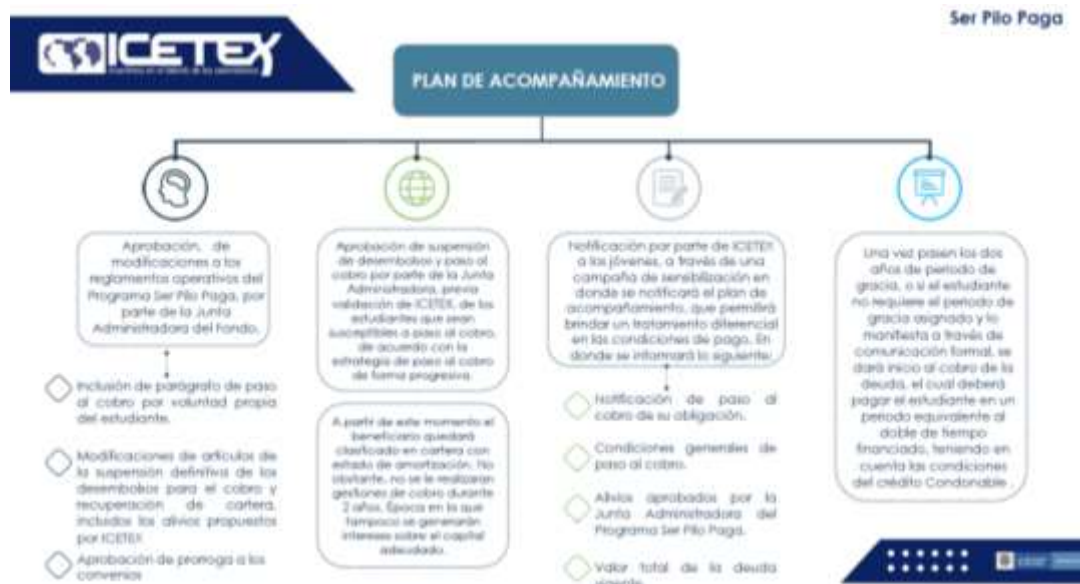 Ser Pilo Paga
ICETEX
PLAN DE ACOMPAÑAMIENTO
Aprobación, de
modificaciones a los
reglamentos operativos del
Programa Ser Pilo Paga, por
parte de la Junta
Administradora del Fondo.
Inclusión de parágrafo de paso
al cobro por voluntad propia
del estudiante.
Modificaciones de artículos de
la suspensión definitiva de los
desembolsos para el cobro y
recuperación de cartera,
incluidos los alivios propuestos
por ICETEX
Aprobación de prorroga a los
convenios
Aprobación de suspensión
de desembolsos y paso al
cobro por parte de la Junta
Administradora, previa
validación de ICETEX, de los
estudiantes que sean
susceptibles a paso al cobro,
de acuerdo con la
estrategia de paso al cobro
de forma progresiva.
A partir de este momento el
beneficiario quedará
clasificado en cartera con
estado de amortización. No
obstante, no se le realizaran
gestiones de cobro durante
2 años. Época en la que
tampoco se generarán
intereses sobre el capital
adeudado.
Notificación por parte de ICETEX
a los jóvenes, a través de una
campaña de sensibilización en
donde se notificará el plan de
acompañamiento, que permitirá
brindar un tratamiento diferencial
en las condiciones de pago. En
donde se informará lo siguiente:
Notificación de paso al
cobro de su obligación.
Condiciones generales de
paso al cobro.
Alivios aprobados por la
Junta Administradora del
Programa Ser Pilo Paga.
Valor total de la deuda
vigente
Una vez pasen los dos
años de periodo de
gracia, o si el estudiante
no requiere el periodo de
gracia asignado y lo
manifiesta a través de
comunicación formal, se
dará inicio al cobro de la
deuda, el cual deberá
pagar el estudiante en un
periodo equivalente al
doble de tiempo
financiado, teniendo en
cuenta las condiciones
del crédito Condonable.